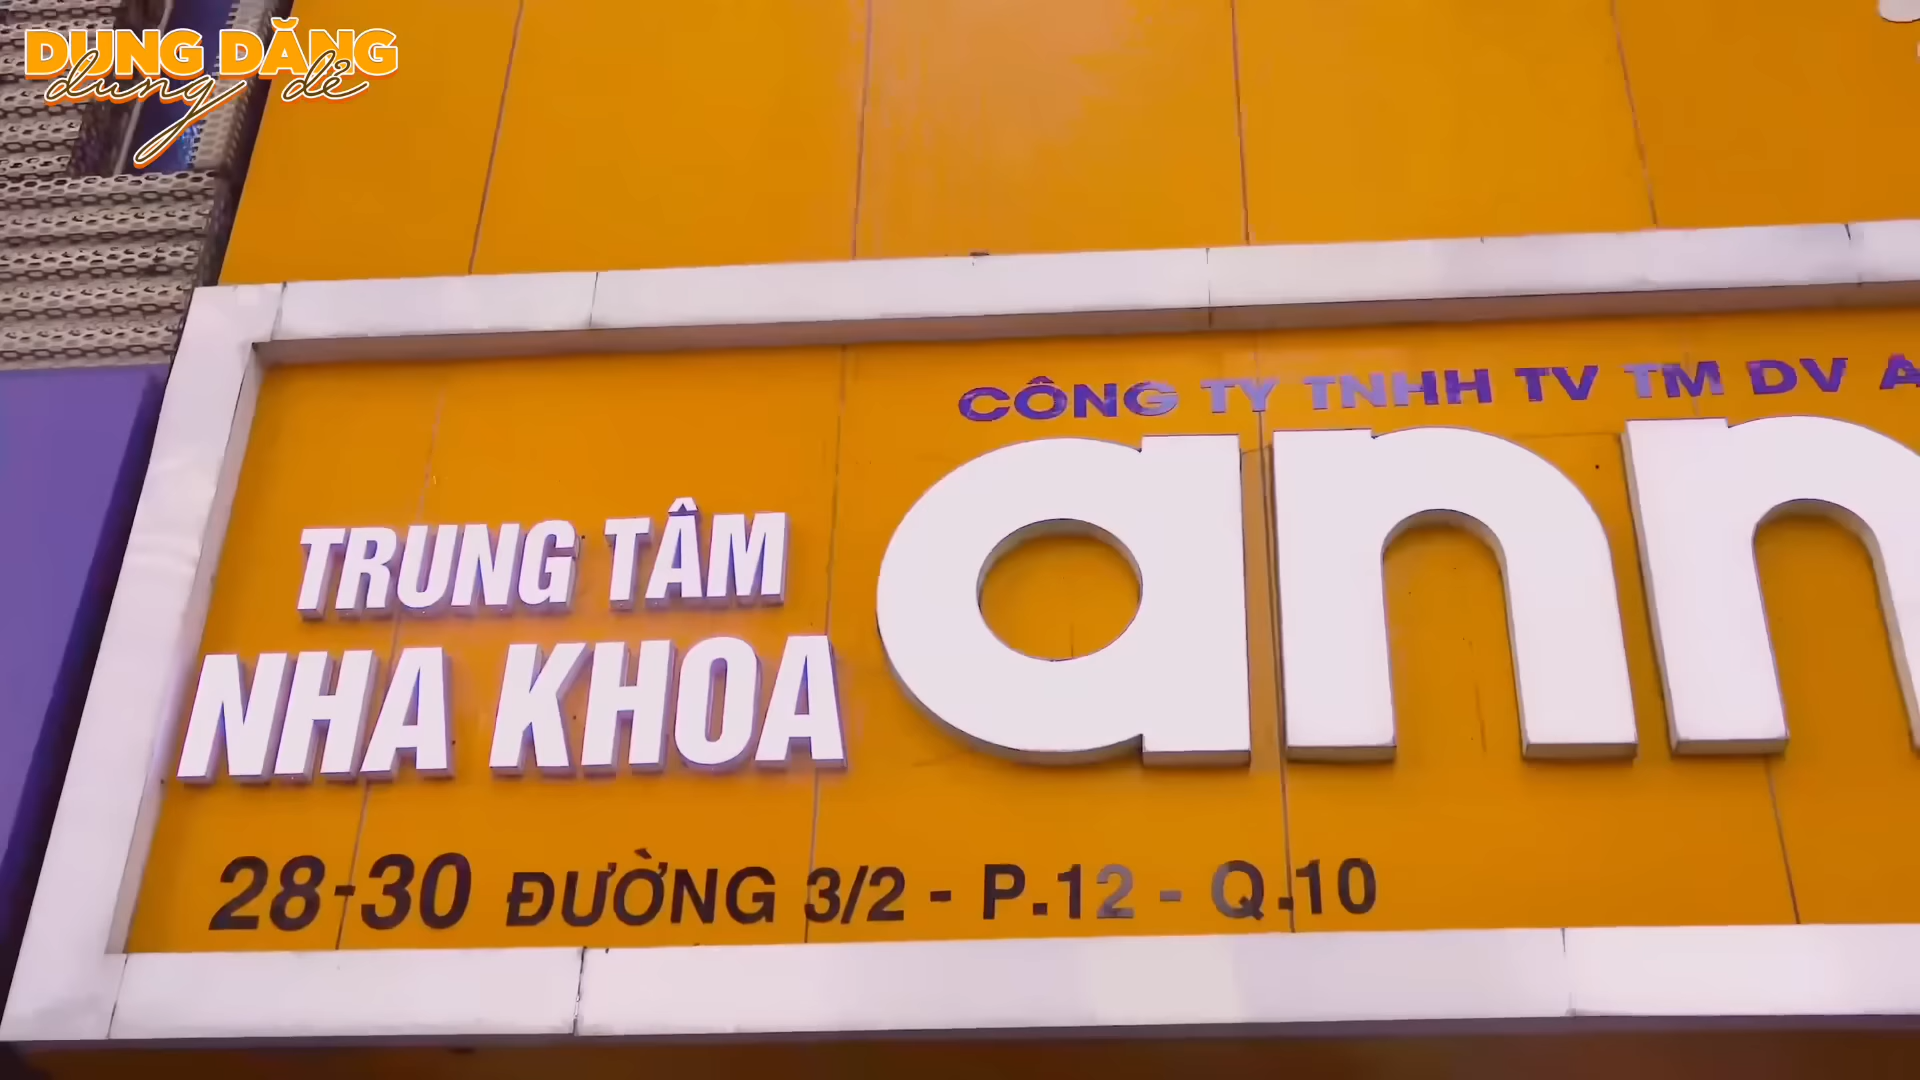 DUNG DĂNG
dung dẻ
CÔNG TY TNHH TV TM DV
TRUNG TÂM
NHA KHOA
ann
28-30 ĐƯỜNG 3/2 - P.12 - Q.10